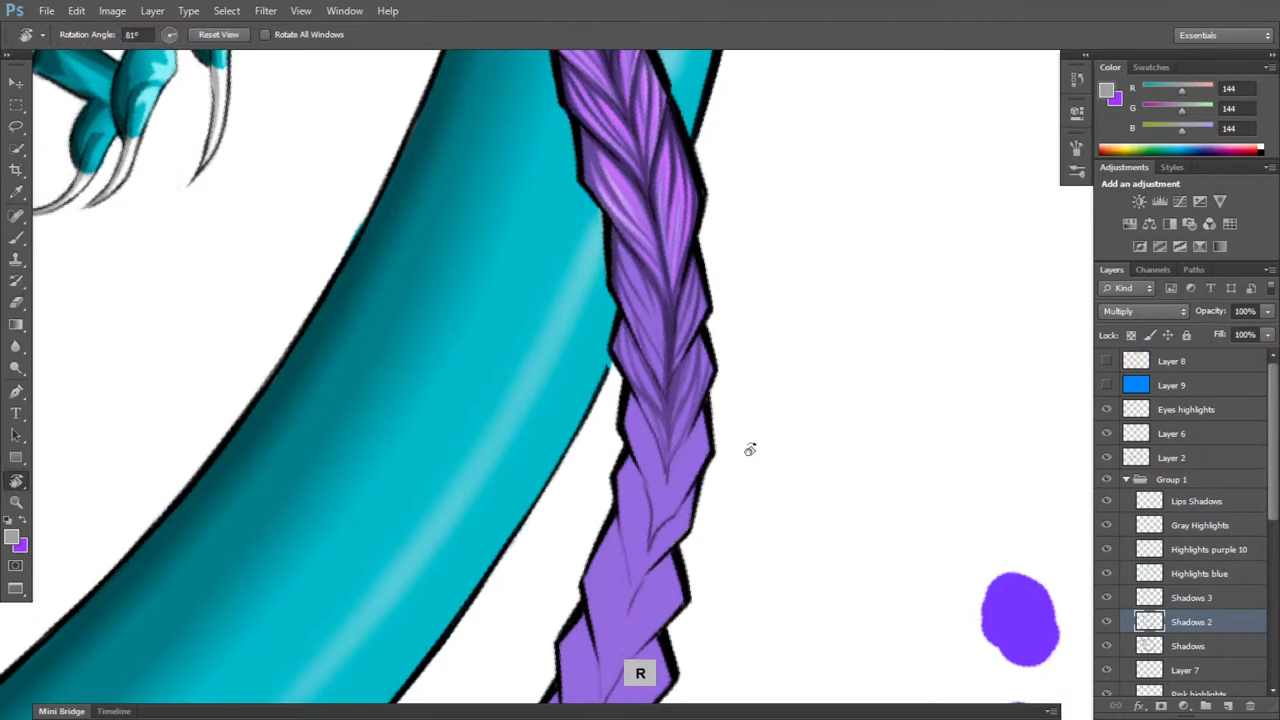 Ps File Edit Image Layer Type Select Filter View Window Help
Rotation Angle: 81° Reset View Rotate All Windows Essentials
Color Swatches
R 144
G 144
B 144
Adjustments Styles
Add an adjustment
Layers Channels Paths
Kind T
Multiply Opacity: 100%
Lock: Fill: 100%
Layer 8
Layer 9
Eyes highlights
Layer 6
Layer 2
Group 1
Lips Shadows
Gray Highlights
Highlights purple 10
Highlights blue
Shadows 3
Shadows 2
Shadows
Layer 7
Pink highlights
R
Mini Bridge Timeline